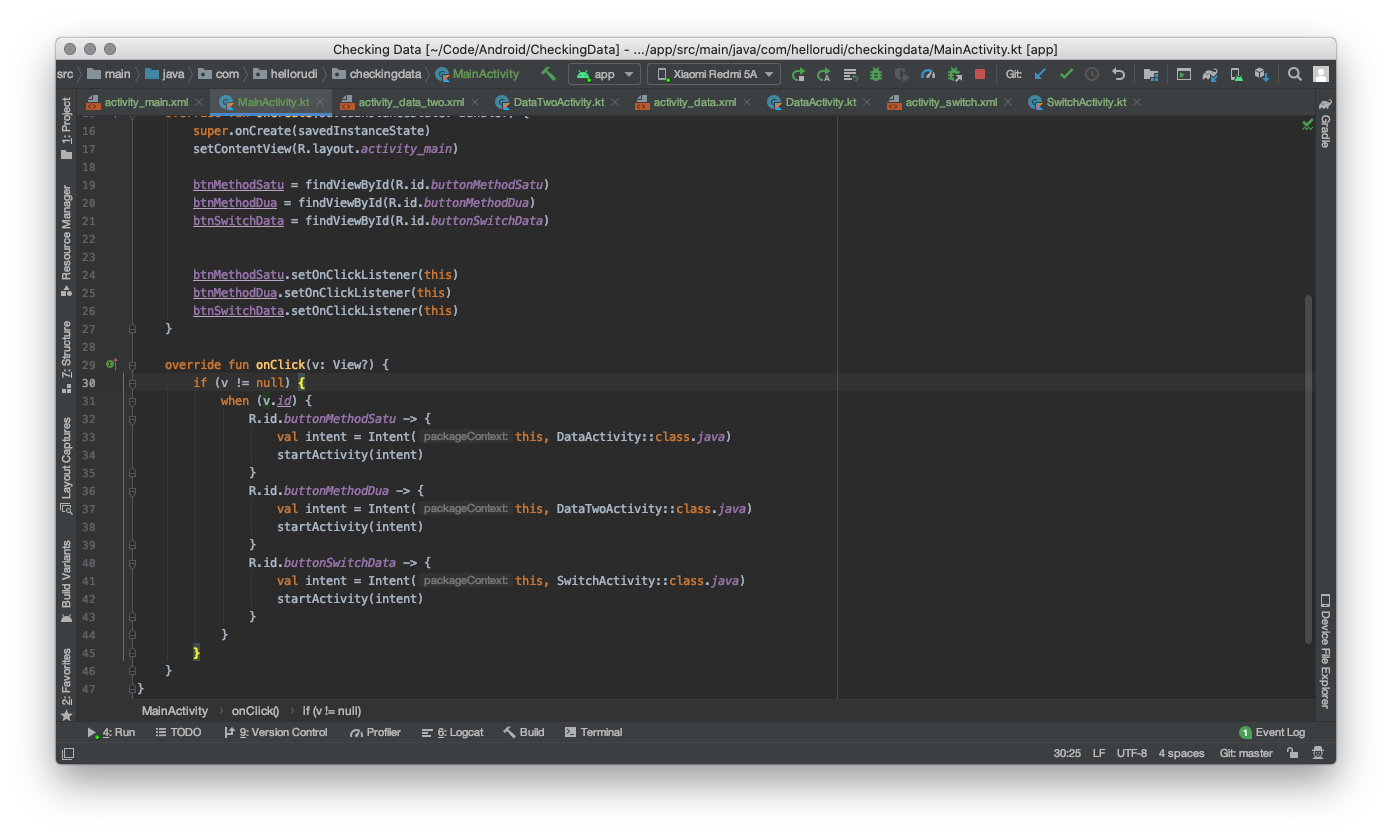 Checking Data [~/Code/Android/CheckingData] - .../app/src/main/java/com/hellorudi/checkingdata/MainActivity.kt [app]
src main java com hellorudi checkingdata MainActivity app Xiaomi Redmi 5A Git:
activity_main.xml MainActivity.kt activity_data_two.xml DataTwoActivity.kt activity_data.xml DataActivity.kt activity_switch.xml SwitchActivity.kt
1: Project
Resource Manager
7: Structure
Layout Captures
Build Variants
2: Favorites
16 super.onCreate(savedInstanceState)
17 setContentView(R.layout.activity_main)
18
19 btnMethodSatu = findViewById(R.id.buttonMethodSatu)
20 btnMethodDua = findViewById(R.id.buttonMethodDua)
21 btnSwitchData = findViewById(R.id.buttonSwitchData)
22
23
24 btnMethodSatu.setOnClickListener(this)
25 btnMethodDua.setOnClickListener(this)
26 btnSwitchData.setOnClickListener(this)
27 }
28
29 override fun onClick(v: View?) {
30 if (v != null) {
31 when (v.id) {
32 R.id.buttonMethodSatu -> {
33 val intent = Intent( packageContext: this, DataActivity::class.java)
34 startActivity(intent)
35 }
36 R.id.buttonMethodDua -> {
37 val intent = Intent( packageContext: this, DataTwoActivity::class.java)
38 startActivity(intent)
39 }
40 R.id.buttonSwitchData -> {
41 val intent = Intent( packageContext: this, SwitchActivity::class.java)
42 startActivity(intent)
43 }
44 }
45 }
46 }
47 }
Gradle
Device File Explorer
MainActivity onClick() if (v != null)
4: Run TODO 9: Version Control Profiler 6: Logcat Build Terminal 1 Event Log
30:25 LF UTF-8 4 spaces Git: master